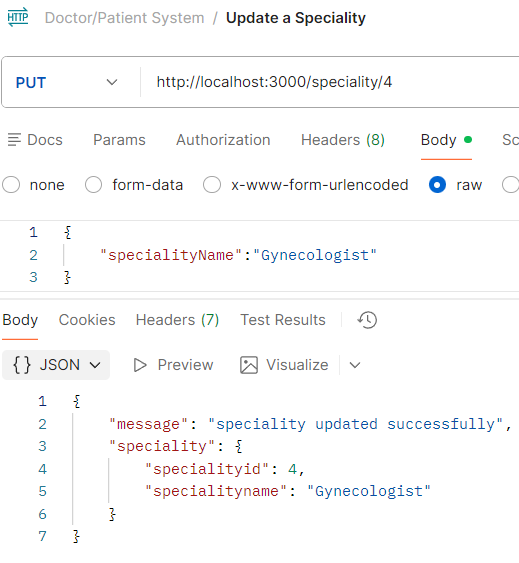 HTTP Doctor/Patient System / Update a Speciality
PUT http://localhost:3000/speciality/4
Docs Params Authorization Headers (8) Body Sc
none form-data x-www-form-urlencoded raw
1 {
2 "specialityName":"Gynecologist"
3 }
Body Cookies Headers (7) Test Results
{} JSON Preview Visualize
1 {
2 "message": "speciality updated successfully",
3 "speciality": {
4 "specialityid": 4,
5 "specialityname": "Gynecologist"
6 }
7 }